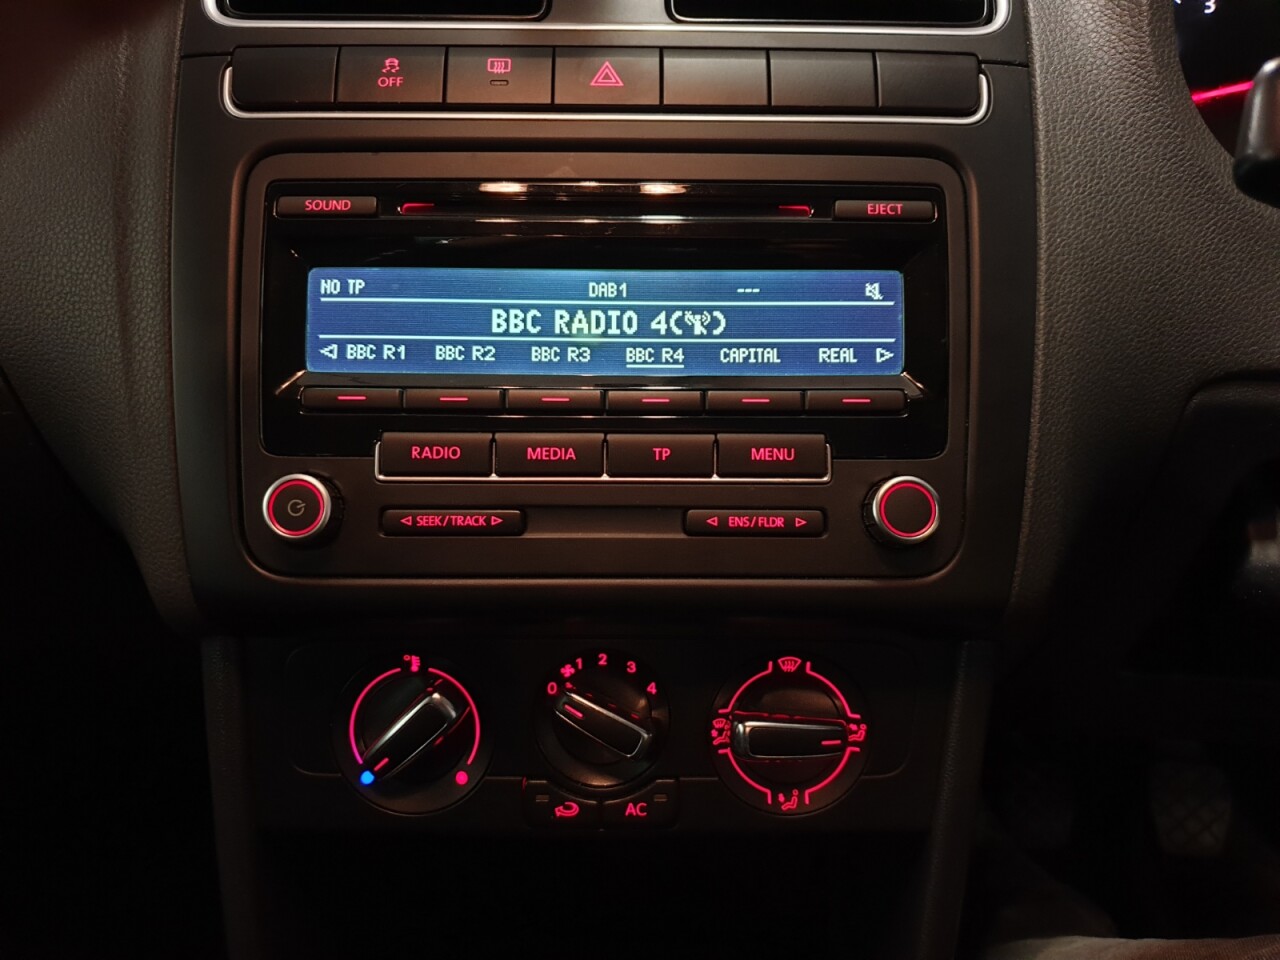 3
OFF
SOUND
EJECT
NO TP DAB1 ---
BBC RADIO 4
BBC R1 BBC R2 BBC R3 BBC R4 CAPITAL REAL
RADIO MEDIA TP MENU
SEEK/TRACK ENS/FLDR
0 1 2 3 4
AC